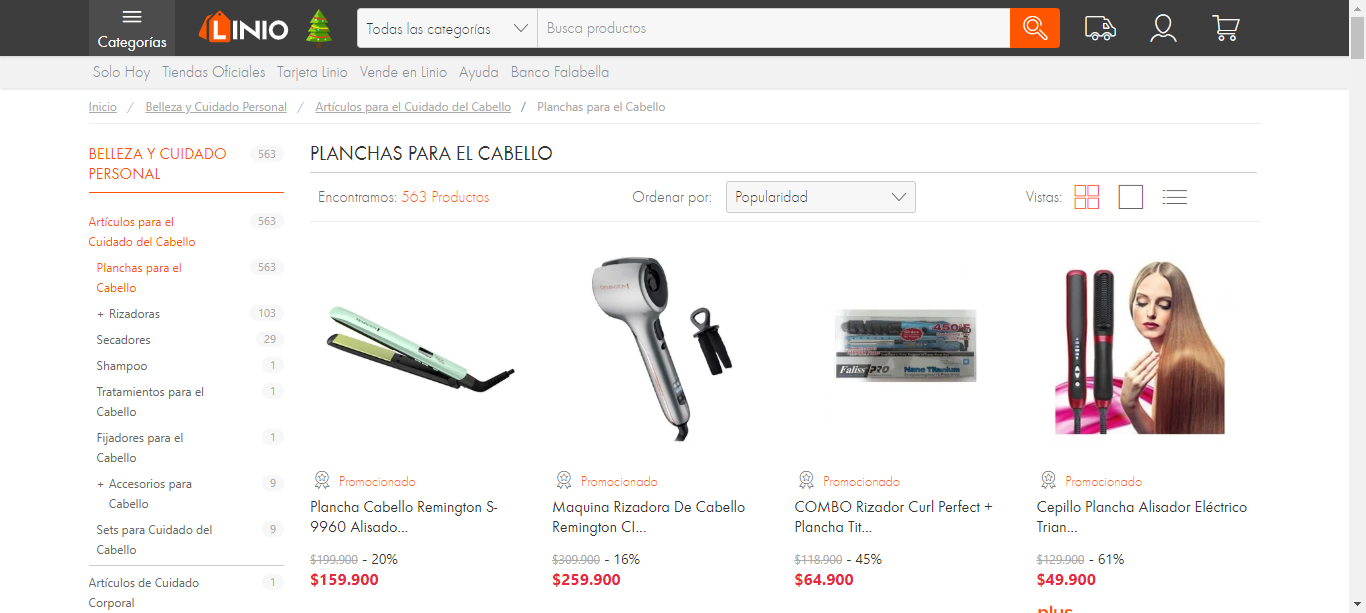 Categorías
LINIO
Todas las categorías
Busca productos
Solo Hoy
Tiendas Oficiales
Tarjeta Linio
Vende en Linio
Ayuda
Banco Falabella
Inicio / Belleza y Cuidado Personal / Artículos para el Cuidado del Cabello / Planchas para el Cabello
BELLEZA Y CUIDADO
PERSONAL
563
Artículos para el
Cuidado del Cabello
563
Planchas para el
Cabello
563
+ Rizadoras
103
Secadores
29
Shampoo
1
Tratamientos para el
Cabello
1
Fijadores para el
Cabello
1
+ Accesorios para
Cabello
9
Sets para Cuidado del
Cabello
9
Artículos de Cuidado
Corporal
1
PLANCHAS PARA EL CABELLO
Encontramos: 563 Productos
Ordenar por:
Popularidad
Vistas:
Promocionado
Plancha Cabello Remington S-
9960 Alisado...
$199.900 - 20%
$159.900
Promocionado
Maquina Rizadora De Cabello
Remington CI...
$309.900 - 16%
$259.900
450°F
Faliss PRO
Nano Titanium
Promocionado
COMBO Rizador Curl Perfect +
Plancha Tit...
$118.900 - 45%
$64.900
Promocionado
Cepillo Plancha Alisador Eléctrico
Trian...
$129.900 - 61%
$49.900
plus